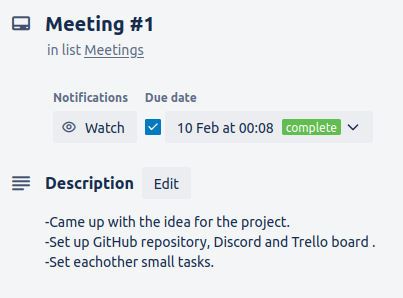 Meeting #1
in list Meetings
Notifications Due date
Watch 10 Feb at 00:08 complete
Description Edit
-Came up with the idea for the project.
-Set up GitHub repository, Discord and Trello board .
-Set eachother small tasks.